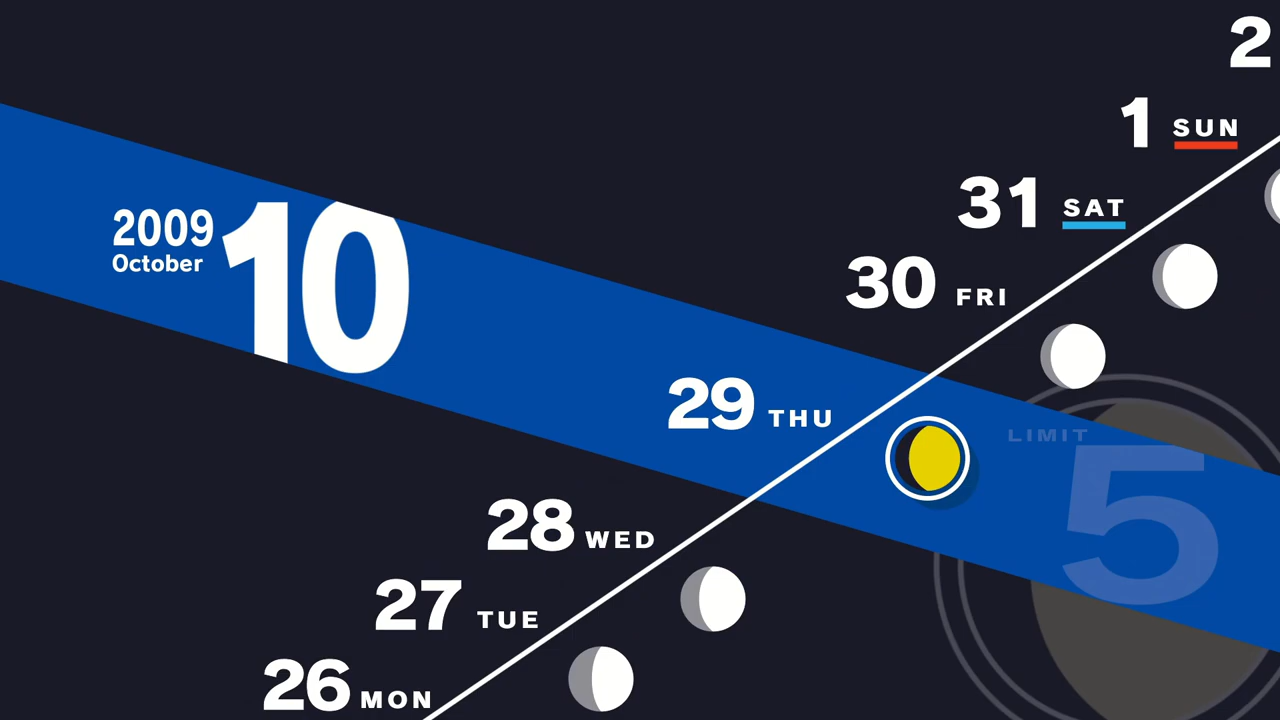 2
1 SUN
31 SAT
30 FRI
2009
October
10
29 THU
LIMIT
5
28 WED
27 TUE
26 MON